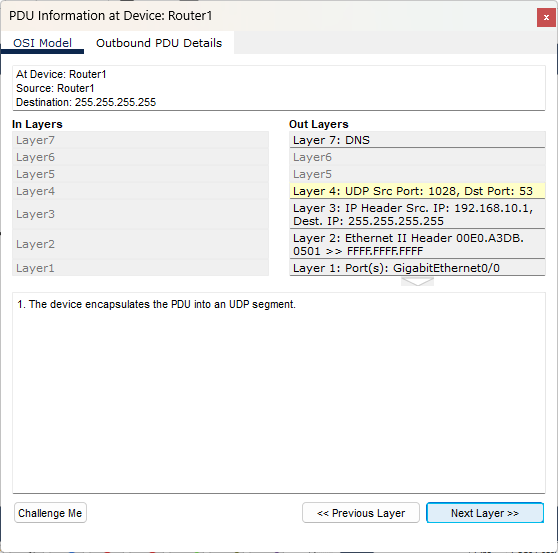 PDU Information at Device: Router1
x
OSI Model
Outbound PDU Details
At Device: Router1
Source: Router1
Destination: 255.255.255.255
In Layers
Layer7
Layer6
Layer5
Layer4
Layer3
Layer2
Layer1
Out Layers
Layer 7: DNS
Layer6
Layer5
Layer 4: UDP Src Port: 1028, Dst Port: 53
Layer 3: IP Header Src. IP: 192.168.10.1,
Dest. IP: 255.255.255.255
Layer 2: Ethernet II Header 00E0.A3DB.
0501 >> FFFF.FFFF.FFFF
Layer 1: Port(s): GigabitEthernet0/0
1. The device encapsulates the PDU into an UDP segment.
Challenge Me
<< Previous Layer
Next Layer >>